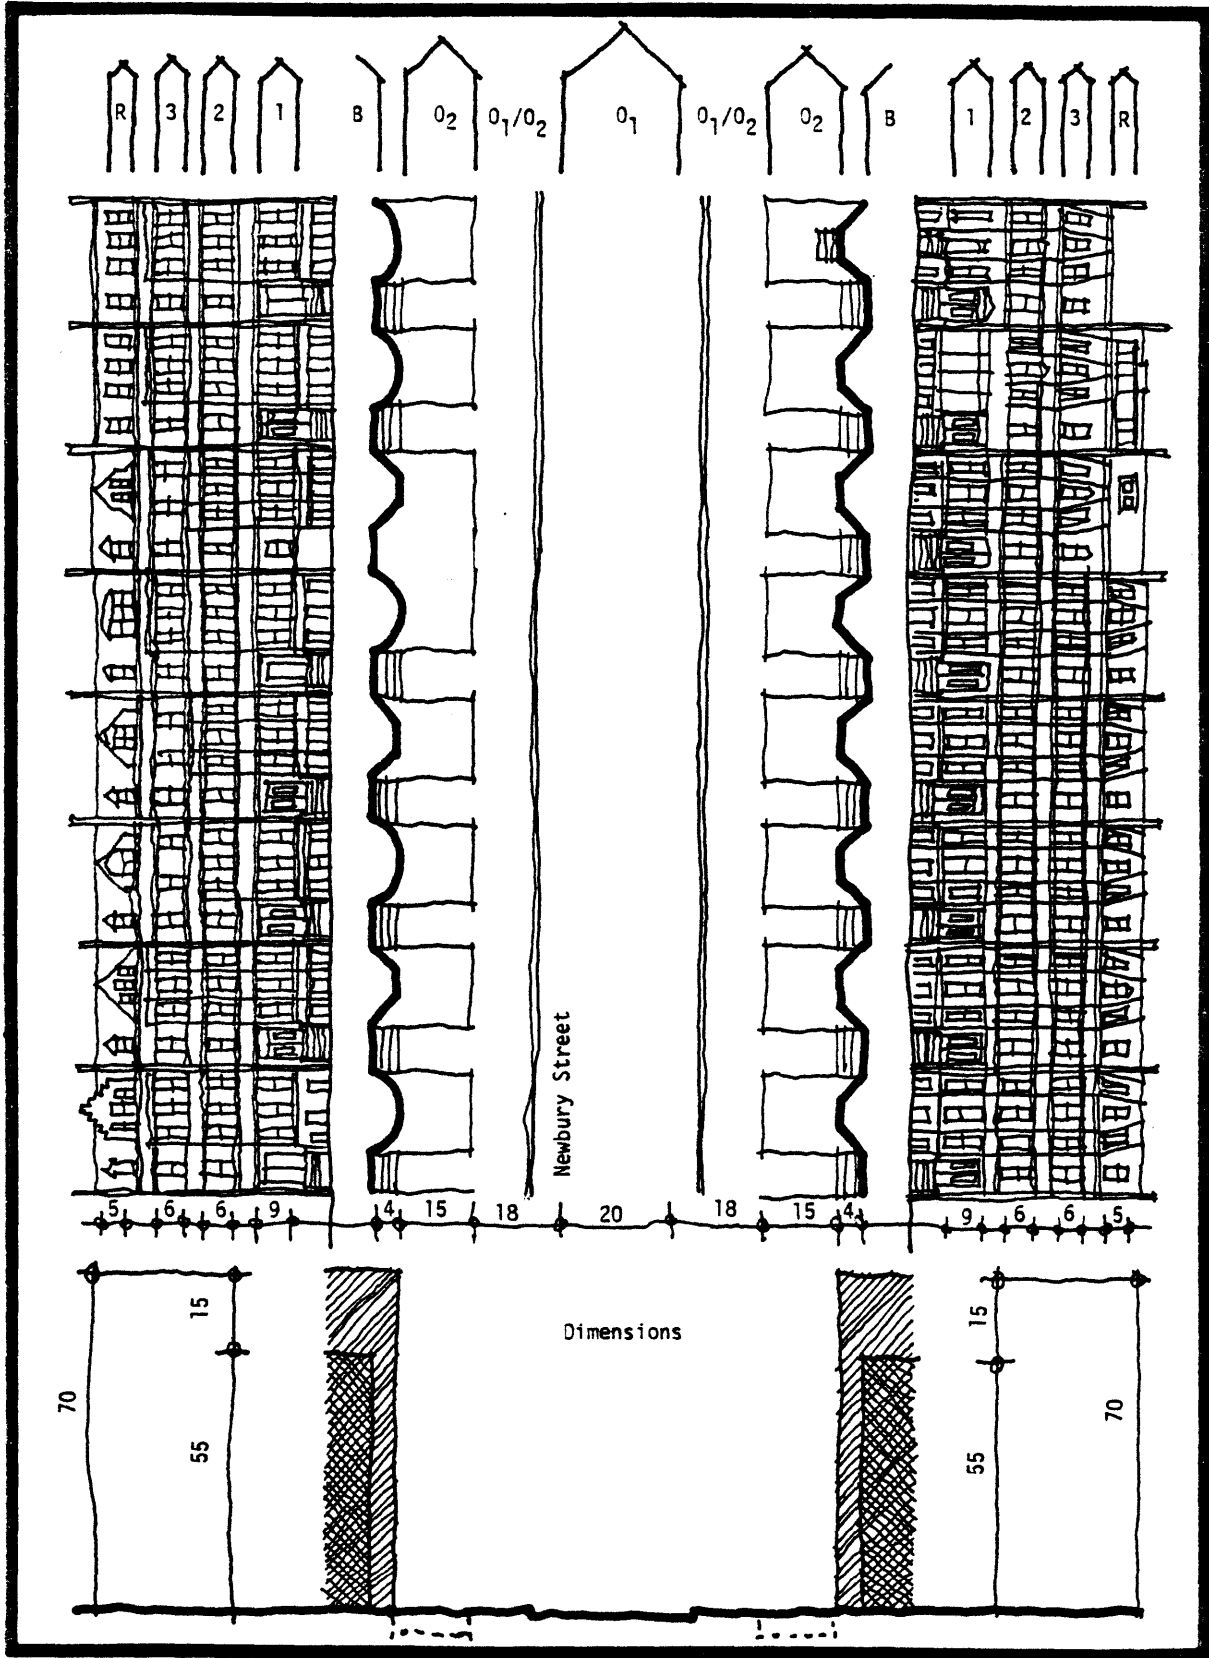 R 3 2 1 B O₂ O₁/O₂ O₁ O₁/O₂ O₂ B 1 2 3 R
Newbury Street
5 6 6 9 4 15 18 20 18 15 4 9 6 6 5
Dimensions
15 15
70 55 55 70